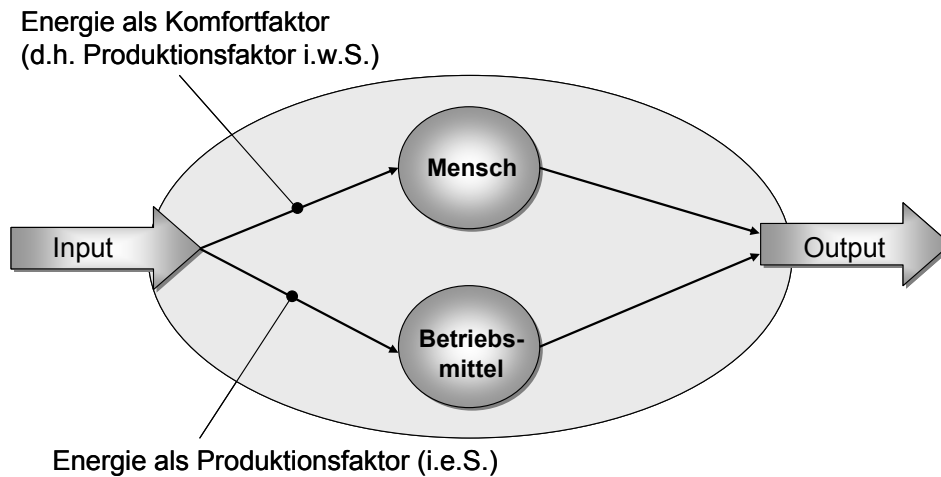 Energie als Komfortfaktor
(d.h. Produktionsfaktor i.w.S.)
Mensch
Input
Output
Betriebs-
mittel
Energie als Produktionsfaktor (i.e.S.)